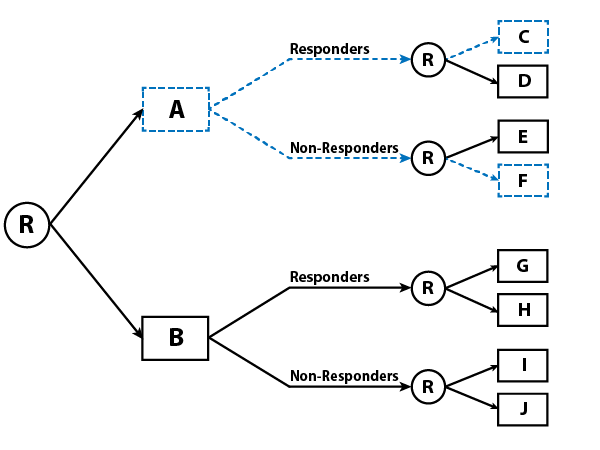 R
A
Responders
R
C
D
Non-Responders
R
E
F
B
Responders
R
G
H
Non-Responders
R
I
J